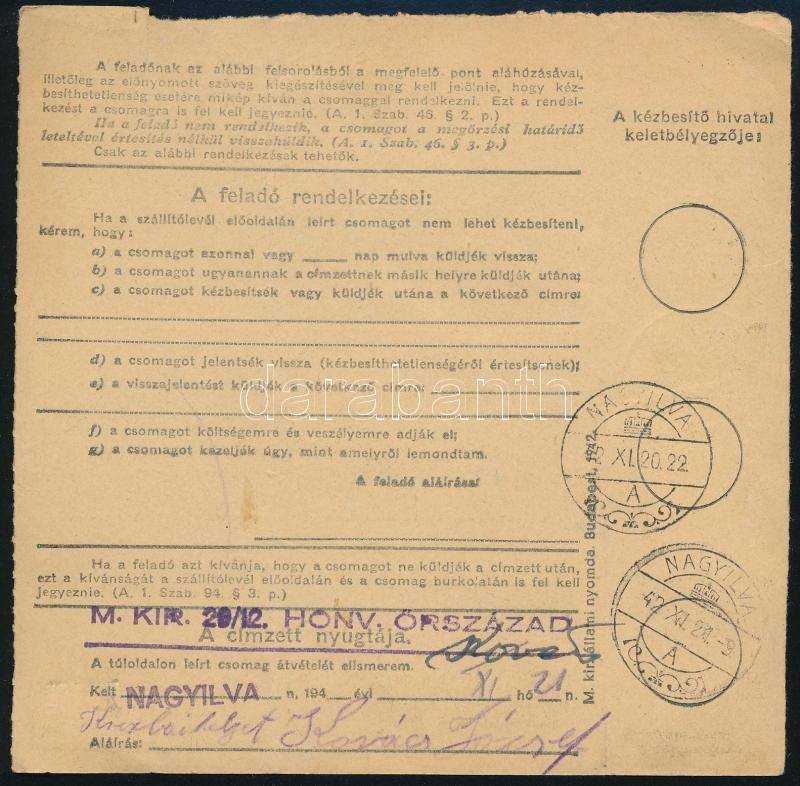 A feladónak az alábbi felsorolásból a megfelelő pont aláhúzásával,
illetőleg az előnyomott szöveg kiegészítésével meg kell jelölnie, hogy kéz-
besíthetetlenség esetére mikép kíván a csomaggal rendelkezni. Ezt a rendel-
kezést a csomagra is fel kell jegyeznie. (A. 1. Szab. 46. § 2. p.)
Ha a feladó nem rendelkezik, a csomagot a megőrzési határidő
leteltével értesítés nélkül visszaküldik. (A. 1. Szab. 46. § 3. p.)
Csak az alábbi rendelkezések tehetők.
A kézbesítő hivatal
keletbélyegzője:
A feladó rendelkezései:
Ha a szállítólevél előoldalán leírt csomagot nem lehet kézbesíteni,
kérem, hogy:
a) a csomagot azonnal vagy ____ nap mulva küldjék vissza;
b) a csomagot ugyanannak a címzettnek másik helyre küldjék utána;
c) a csomagot kézbesítsék vagy küldjék utána a következő címre:
d) a csomagot jelentsék vissza (kézbesíthetetlenségéről értesítsenek);
e) a visszajelentést küldjék a következő címre:
darabanth
NAGYILVA
XI. 20. 22
A
f) a csomagot költségemre és veszélyemre adják el;
g) a csomagot kezeljék úgy, mint amelyről lemondtam.
A feladó aláírása:
M. kir. állami nyomda. Budapest, 1942.
Ha a feladó azt kívánja, hogy a csomagot ne küldjék a címzett után,
ezt a kívánságát a szállítólevél előoldalán és a csomag burkolatán is fel kell
jegyeznie. (A. 1. Szab. 94. § 3. p.)
NAGYILVA
42 XI. 21. -9
A
M. KIR. 29/12. HONV. ŐRSZÁZAD
A címzett nyugtája.
Kovács
A túloldalon leírt csomag átvételét elismerem.
Kelt NAGYILVA n, 194 évi XI hó 21 n.
Kovács József
Aláírás: